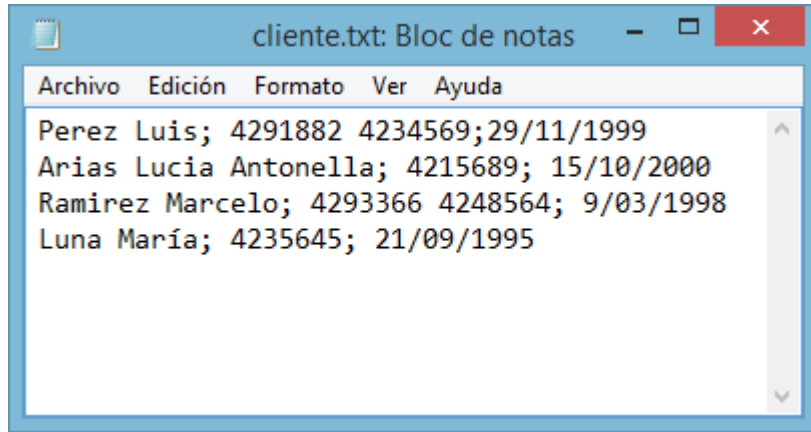 cliente.txt: Bloc de notas
Archivo Edición Formato Ver Ayuda
Perez Luis; 4291882 4234569;29/11/1999
Arias Lucia Antonella; 4215689; 15/10/2000
Ramirez Marcelo; 4293366 4248564; 9/03/1998
Luna María; 4235645; 21/09/1995